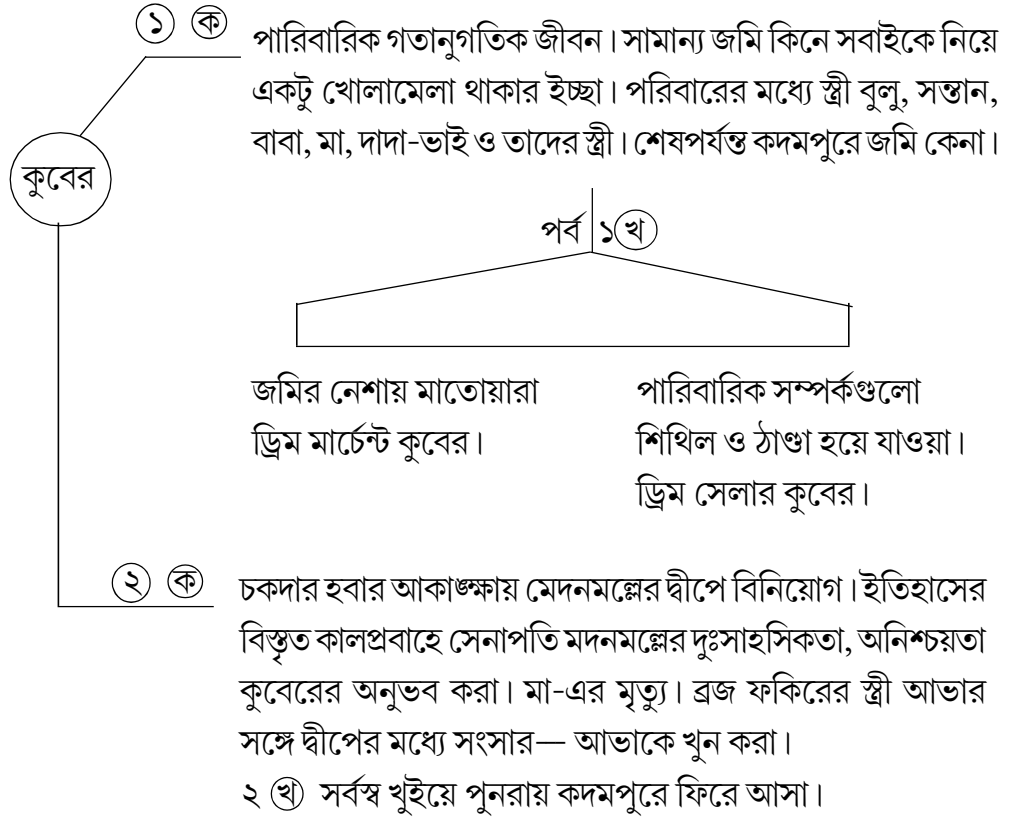 ১ ক
পারিবারিক গতানুগতিক জীবন। সামান্য জমি কিনে সবাইকে নিয়ে
একটু খোলামেলা থাকার ইচ্ছা। পরিবারের মধ্যে স্ত্রী বুলু, সন্তান,
বাবা, মা, দাদা-ভাই ও তাদের স্ত্রী। শেষপর্যন্ত কদমপুরে জমি কেনা।
কুবের
পর্ব ১খ
জমির নেশায় মাতোয়ারা
ড্রিম মার্চেন্ট কুবের।
পারিবারিক সম্পর্কগুলো
শিথিল ও ঠাণ্ডা হয়ে যাওয়া।
ড্রিম সেলার কুবের।
২ ক
চকদার হবার আকাঙ্ক্ষায় মেদনমল্লের দ্বীপে বিনিয়োগ। ইতিহাসের
বিস্তৃত কালপ্রবাহে সেনাপতি মদনমল্লের দুঃসাহসিকতা, অনিশ্চয়তা
কুবেরের অনুভব করা। মা-এর মৃত্যু। ব্রজ ফকিরের স্ত্রী আভার
সঙ্গে দ্বীপের মধ্যে সংসার— আভাকে খুন করা।
২ খ সর্বস্ব খুইয়ে পুনরায় কদমপুরে ফিরে আসা।